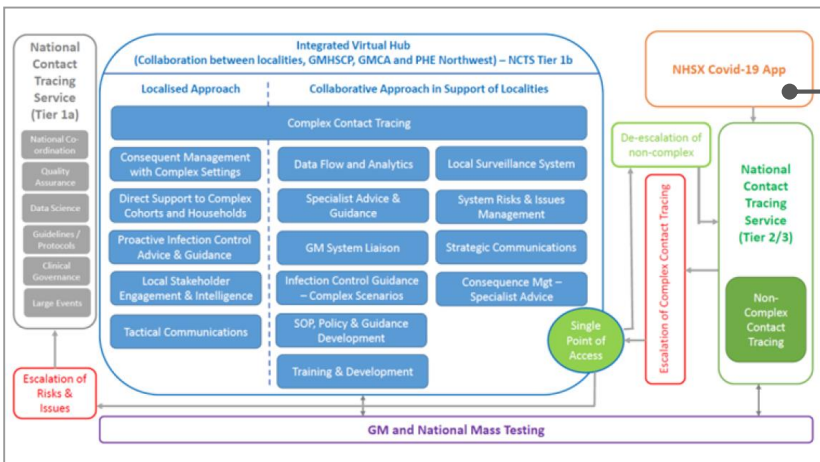 National
Contact
Tracing
Service
(Tier 1a)
National Co-
ordination
Quality
Assurance
Data Science
Guidelines /
Protocols
Clinical
Governance
Large Events
Escalation of
Risks &
Issues
Integrated Virtual Hub
(Collaboration between localities, GMHSCP, GMCA and PHE Northwest) – NCTS Tier 1b
Localised Approach
Collaborative Approach in Support of Localities
Complex Contact Tracing
Consequent Management
with Complex Settings
Direct Support to Complex
Cohorts and Households
Proactive Infection Control
Advice & Guidance
Local Stakeholder
Engagement & Intelligence
Tactical Communications
Data Flow and Analytics
Specialist Advice &
Guidance
GM System Liaison
Infection Control Guidance
– Complex Scenarios
SOP, Policy & Guidance
Development
Training & Development
Local Surveillance System
System Risks & Issues
Management
Strategic Communications
Consequence Mgt –
Specialist Advice
Single
Point of
Access
De-escalation of
non-complex
Escalation of Complex Contact Tracing
NHSX Covid-19 App
National
Contact
Tracing
Service
(Tier 2/3)
Non-
Complex
Contact
Tracing
GM and National Mass Testing